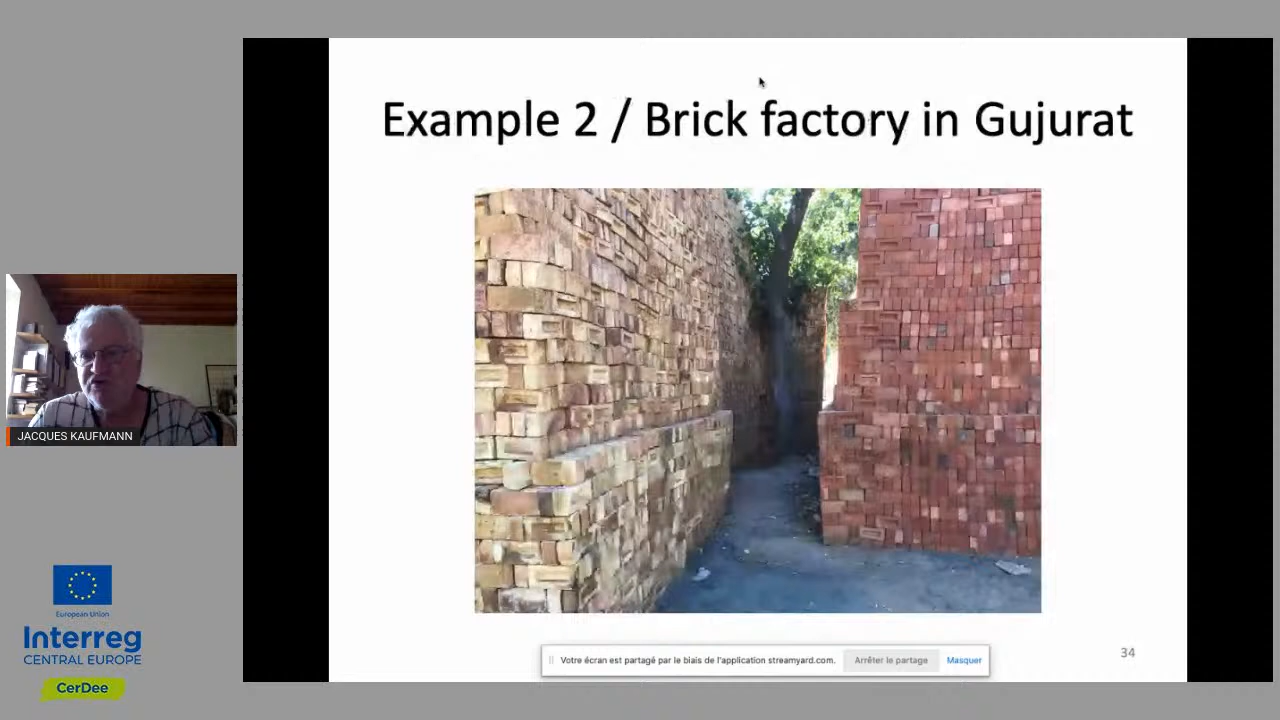 Example 2 / Brick factory in Gujurat
JACQUES KAUFMANN
European Union
Interreg
CENTRAL EUROPE
CerDee
Votre écran est partagé par le biais de l'application streamyard.com. Arrêter le partage Masquer
34